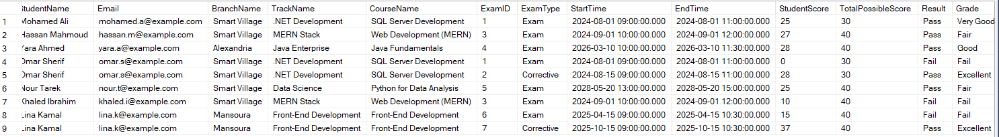 StudentName Email BranchName TrackName CourseName ExamID ExamType StartTime EndTime StudentScore TotalPossibleScore Result Grade
1 Mohamed Ali mohamed.a@example.com Smart Village .NET Development SQL Server Development 1 Exam 2024-08-01 09:00:00.000 2024-08-01 11:00:00.000 25 30 Pass Very Good
2 Hassan Mahmoud hassan.m@example.com Smart Village MERN Stack Web Development (MERN) 3 Exam 2024-09-01 10:00:00.000 2024-09-01 12:00:00.000 27 40 Pass Fair
3 Yara Ahmed yara.a@example.com Alexandria Java Enterprise Java Fundamentals 4 Exam 2026-03-10 10:00:00.000 2026-03-10 11:30:00.000 28 40 Pass Good
4 Omar Sherif omar.s@example.com Smart Village .NET Development SQL Server Development 1 Exam 2024-08-01 09:00:00.000 2024-08-01 11:00:00.000 0 30 Fail Fail
5 Omar Sherif omar.s@example.com Smart Village .NET Development SQL Server Development 2 Corrective 2024-08-15 09:00:00.000 2024-08-15 11:00:00.000 28 30 Pass Excellent
6 Nour Tarek nour.t@example.com Smart Village Data Science Python for Data Analysis 5 Exam 2028-05-20 13:00:00.000 2028-05-20 15:00:00.000 25 40 Pass Fair
7 Khaled Ibrahim khaled.i@example.com Smart Village MERN Stack Web Development (MERN) 3 Exam 2024-09-01 10:00:00.000 2024-09-01 12:00:00.000 10 40 Fail Fail
8 Lina Kamal lina.k@example.com Mansoura Front-End Development Front-End Development 6 Exam 2025-04-15 09:00:00.000 2025-04-15 10:30:00.000 15 40 Fail Fail
9 Lina Kamal lina.k@example.com Mansoura Front-End Development Front-End Development 7 Corrective 2025-10-15 09:00:00.000 2025-10-15 10:30:00.000 37 40 Pass Excellent